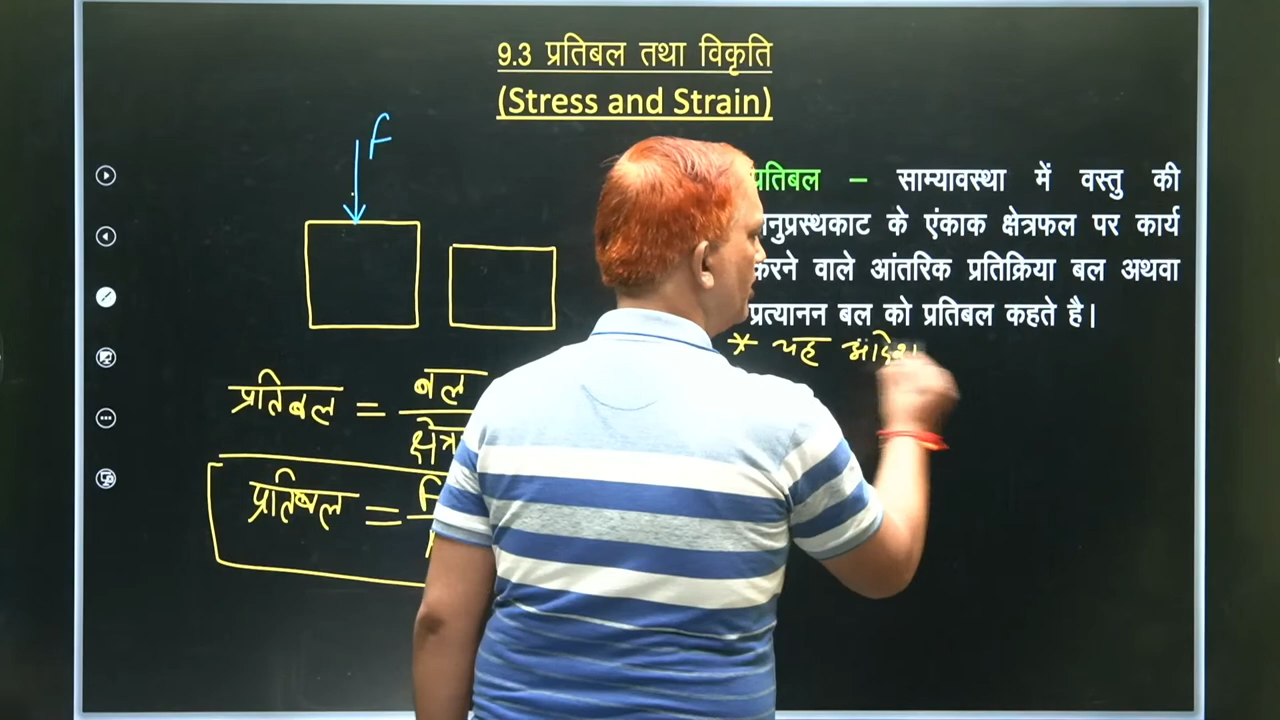 9.3 प्रतिबल तथा विकृति
(Stress and Strain)
F
प्रतिबल – साम्यावस्था में वस्तु की
नुप्रस्थकाट के एंकाक क्षेत्रफल पर कार्य
करने वाले आंतरिक प्रतिक्रिया बल अथवा
प्रत्यानन बल को प्रतिबल कहते है।
* यह
प्रतिबल = बल
क्षेत्र
प्रतिबल =